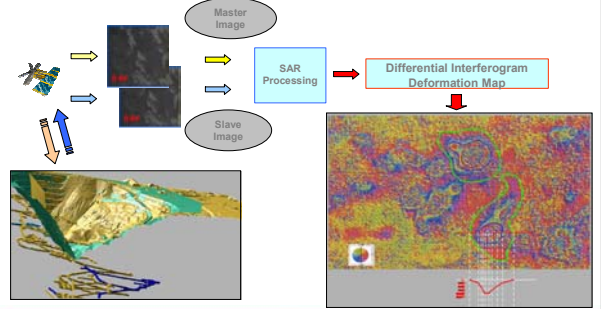 Master
Image
SAR
Processing
Differential Interferogram
Deformation Map
Slave
Image